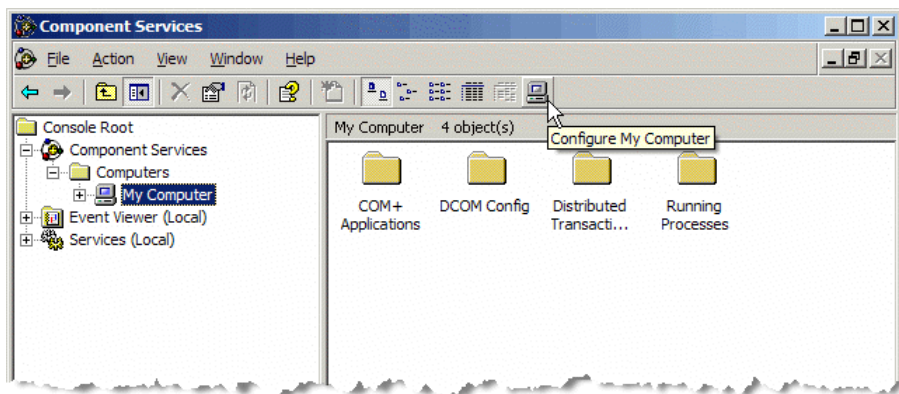 Component Services
File Action View Window Help
Console Root
Component Services
Computers
My Computer
Event Viewer (Local)
Services (Local)
My Computer 4 object(s)
Configure My Computer
COM+
Applications
DCOM Config
Distributed
Transacti...
Running
Processes